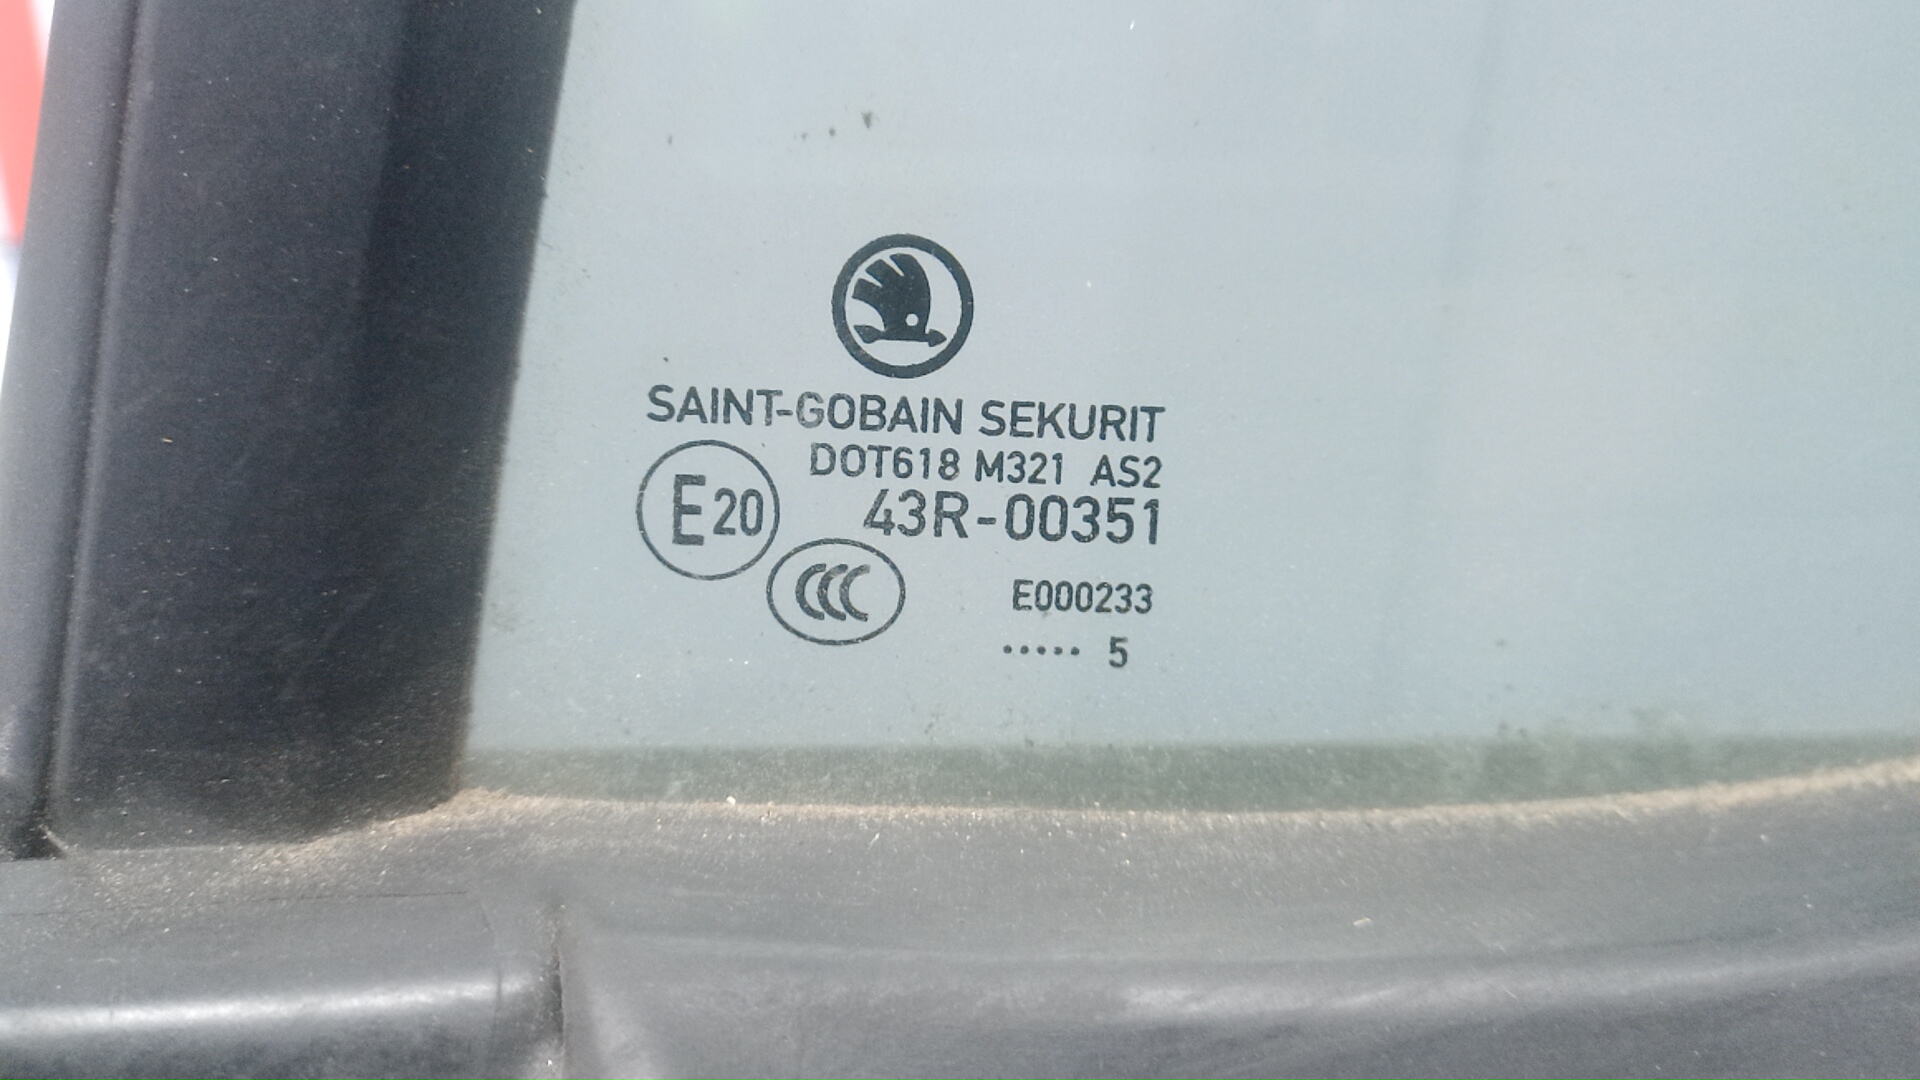 SAINT-GOBAIN SEKURIT
DOT618 M321 AS2
E20 43R-00351
CCC E000233
..... 5